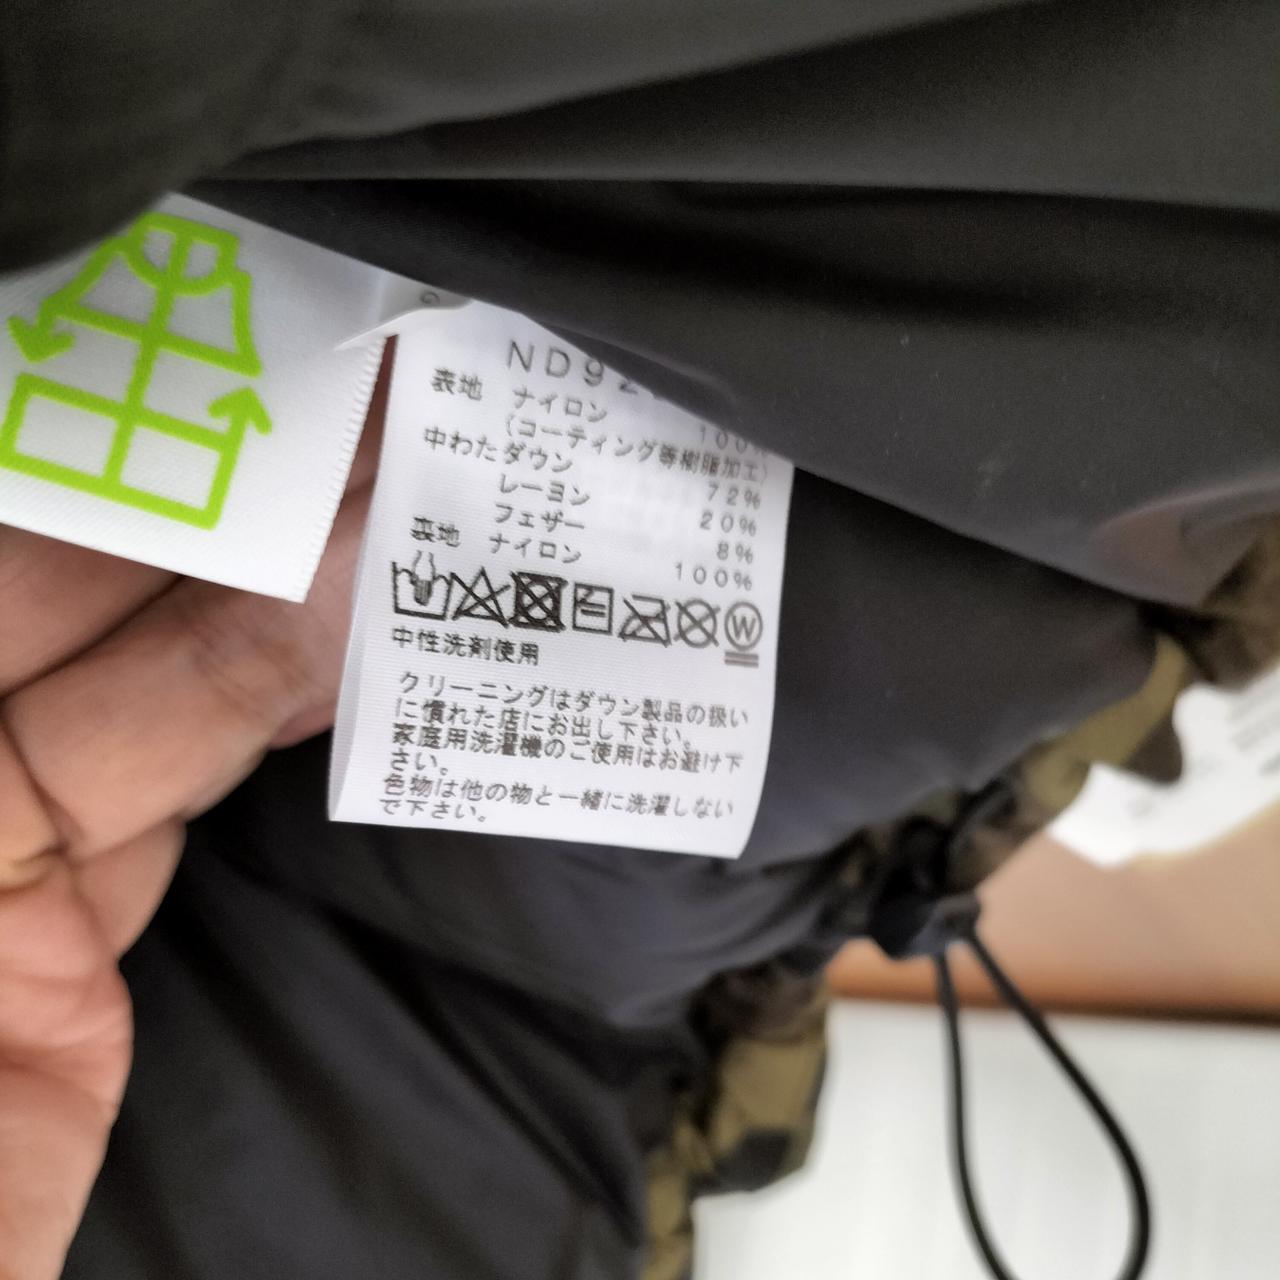 G
ND92
表地 ナイロン 100%
(コーティング等樹脂加工)
中わた ダウン 72%
レーヨン 20%
フェザー 8%
裏地 ナイロン 100%
W
中性洗剤使用
クリーニングはダウン製品の扱い
に慣れた店にお出し下さい。
家庭用洗濯機のご使用はお避け下
さい。
色物は他の物と一緒に洗濯しない
で下さい。